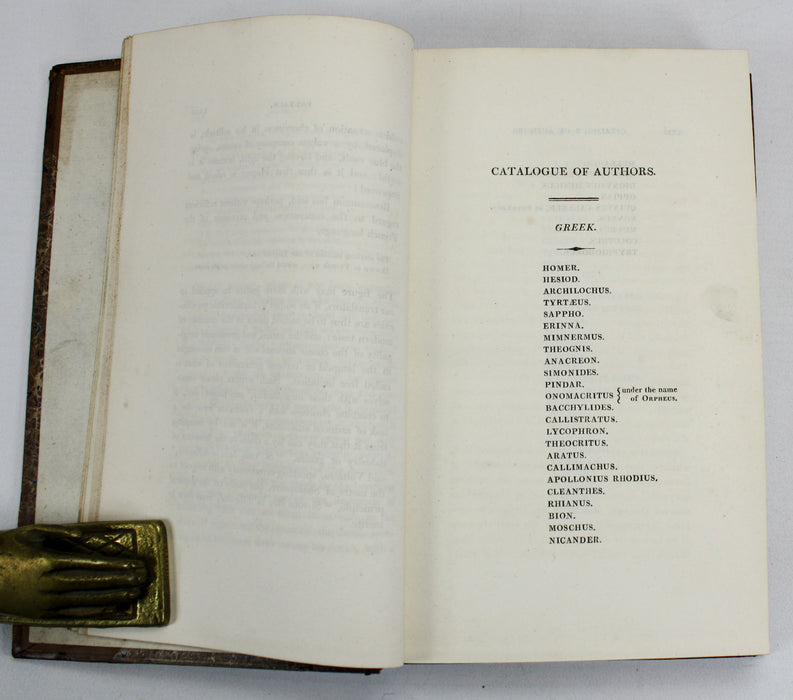 CATALOGUE OF AUTHORS.
GREEK.
HOMER.
HESIOD.
ARCHILOCHUS.
TYRTÆUS.
SAPPHO.
ERINNA.
MIMNERMUS.
THEOGNIS.
ANACREON.
SIMONIDES.
PINDAR.
ONOMACRITUS { under the name
of ORPHEUS.
BACCHYLIDES.
CALLISTRATUS.
LYCOPHRON.
THEOCRITUS.
ARATUS.
CALLIMACHUS.
APOLLONIUS RHODIUS.
CLEANTHES.
RHIANUS.
BION.
MOSCHUS.
NICANDER.